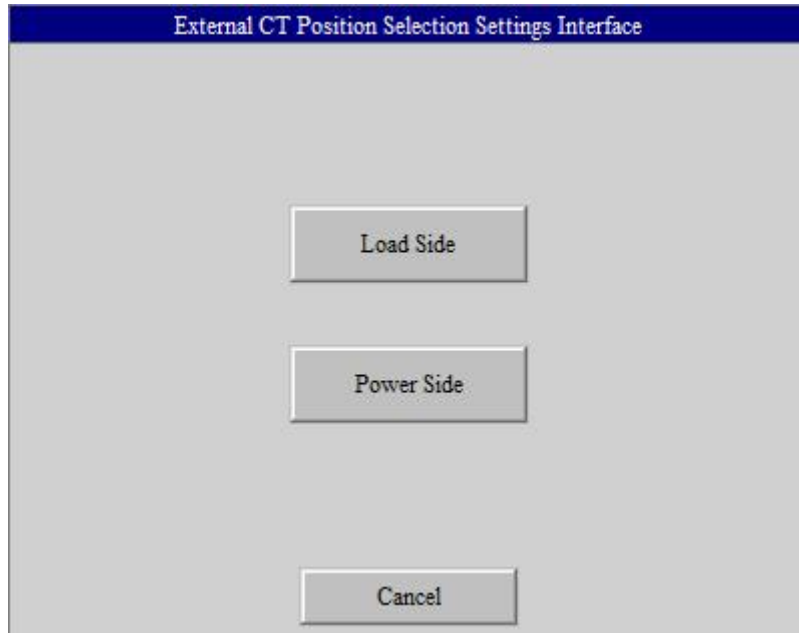 External CT Position Selection Settings Interface
Load Side
Power Side
Cancel